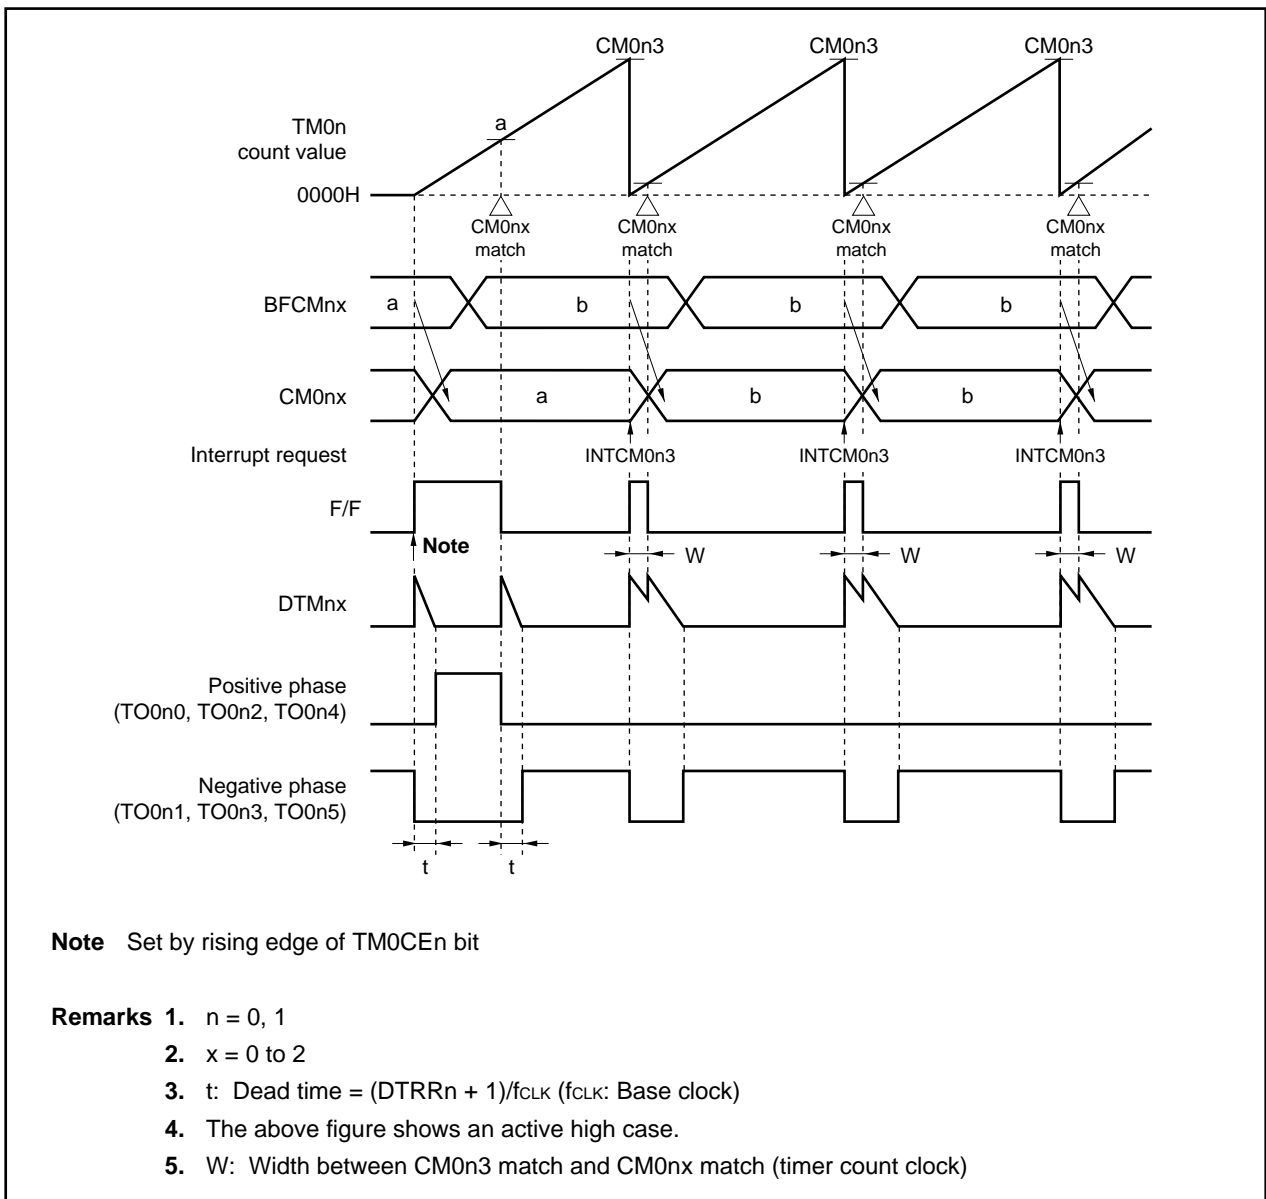 CM0n3 CM0n3 CM0n3
a
TM0n
count value
0000H
CM0nx CM0nx CM0nx CM0nx
match match match match
BFCMnx a b b b
CM0nx a b b
Interrupt request INTCM0n3 INTCM0n3 INTCM0n3
F/F
Note W W W
DTMnx
Positive phase
(TO0n0, TO0n2, TO0n4)
Negative phase
(TO0n1, TO0n3, TO0n5)
t t
Note Set by rising edge of TM0CEn bit
Remarks 1. n = 0, 1
2. x = 0 to 2
3. t: Dead time = (DTRRn + 1)/fCLK (fCLK: Base clock)
4. The above figure shows an active high case.
5. W: Width between CM0n3 match and CM0nx match (timer count clock)